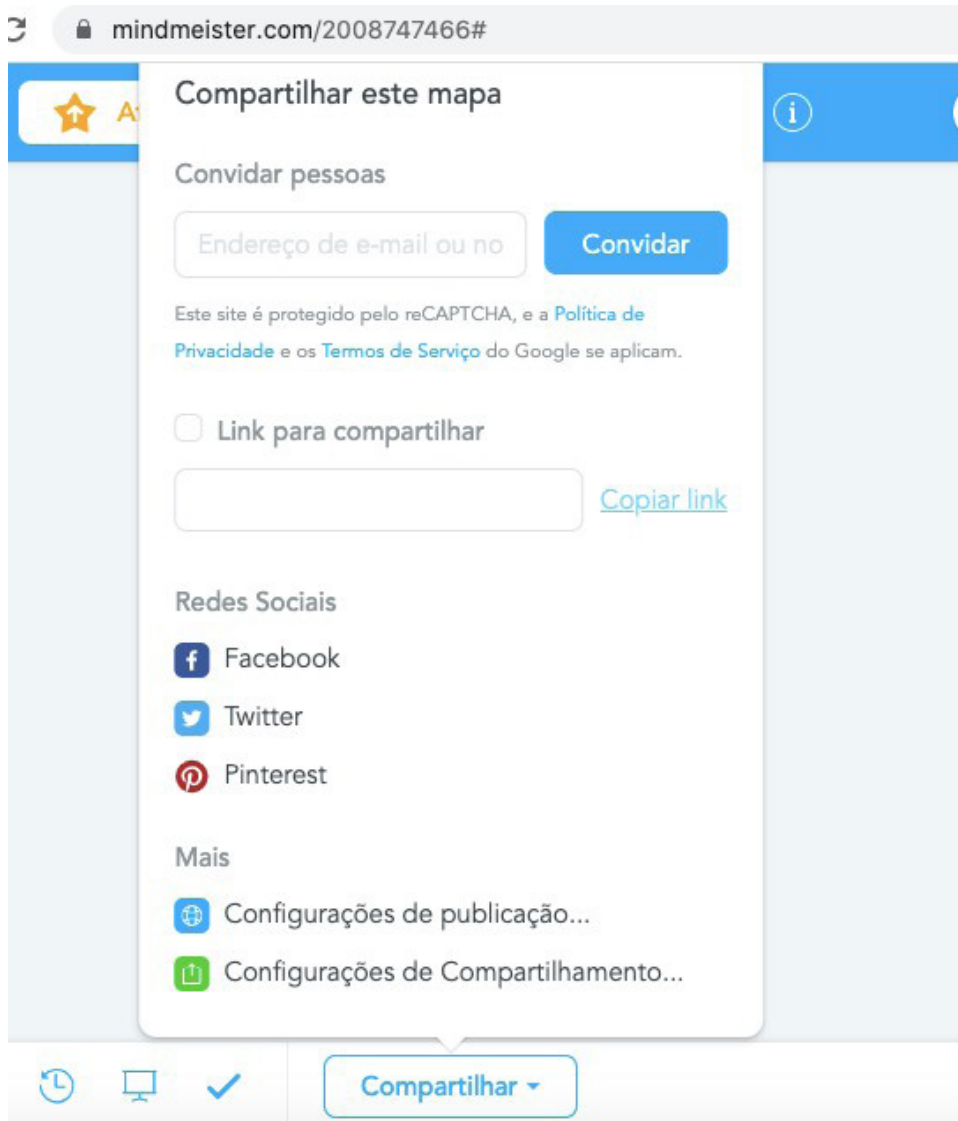 mindmeister.com/2008747466#
Compartilhar este mapa
Convidar pessoas
Endereço de e-mail ou no
Convidar
Este site é protegido pelo reCAPTCHA, e a Política de
Privacidade e os Termos de Serviço do Google se aplicam.
Link para compartilhar
Copiar link
Redes Sociais
Facebook
Twitter
Pinterest
Mais
Configurações de publicação...
Configurações de Compartilhamento...
Compartilhar